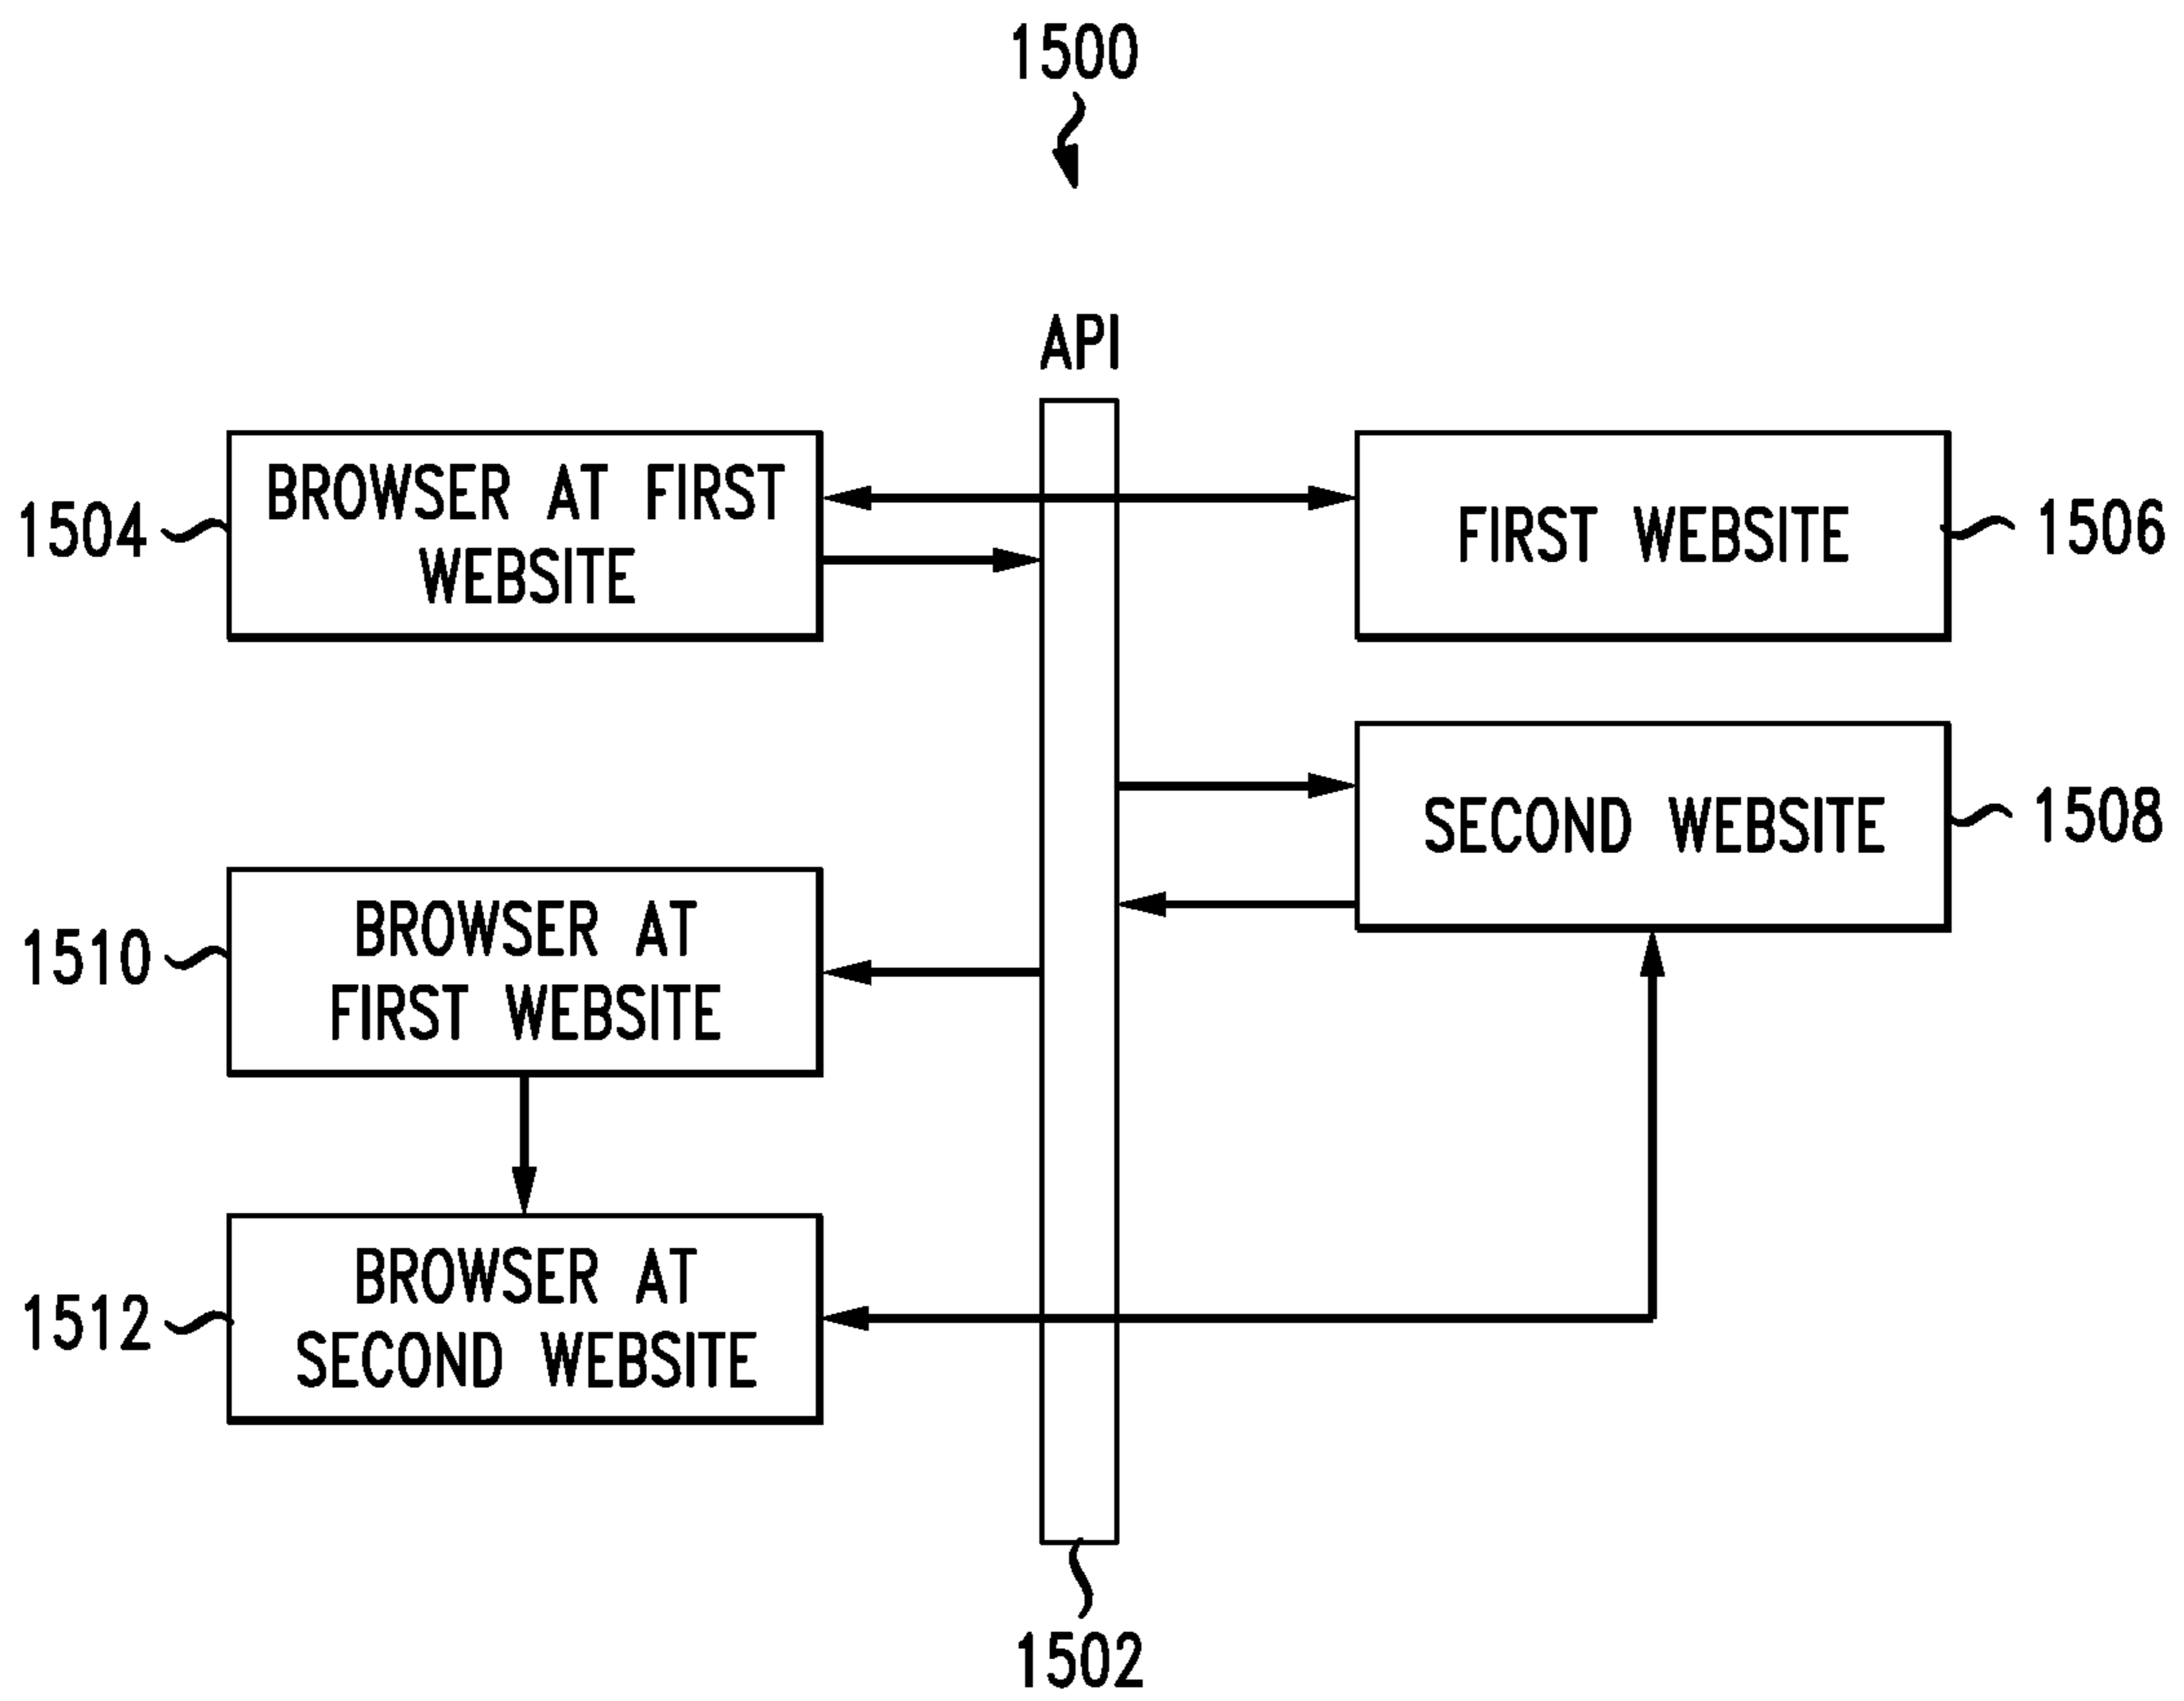 1500
API
1504
BROWSER AT FIRST
WEBSITE
FIRST WEBSITE
1506
SECOND WEBSITE
1508
1510
BROWSER AT
FIRST WEBSITE
1512
BROWSER AT
SECOND WEBSITE
1502